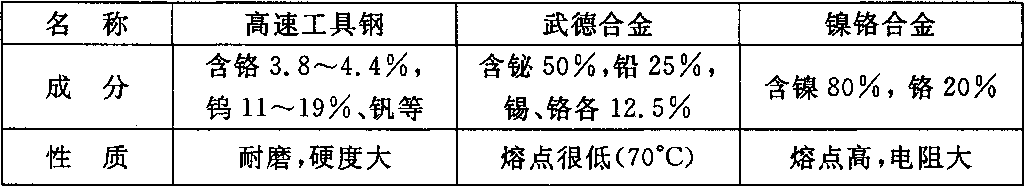 名 称 高速工具钢 武德合金 镍铬合金
成 分 含铬3.8～4.4%,钨11～19%、钒等 含铋50%,铅25%,锡、铬各12.5% 含镍80%, 铬20%
性 质 耐磨,硬度大 熔点很低(70℃) 熔点高,电阻大